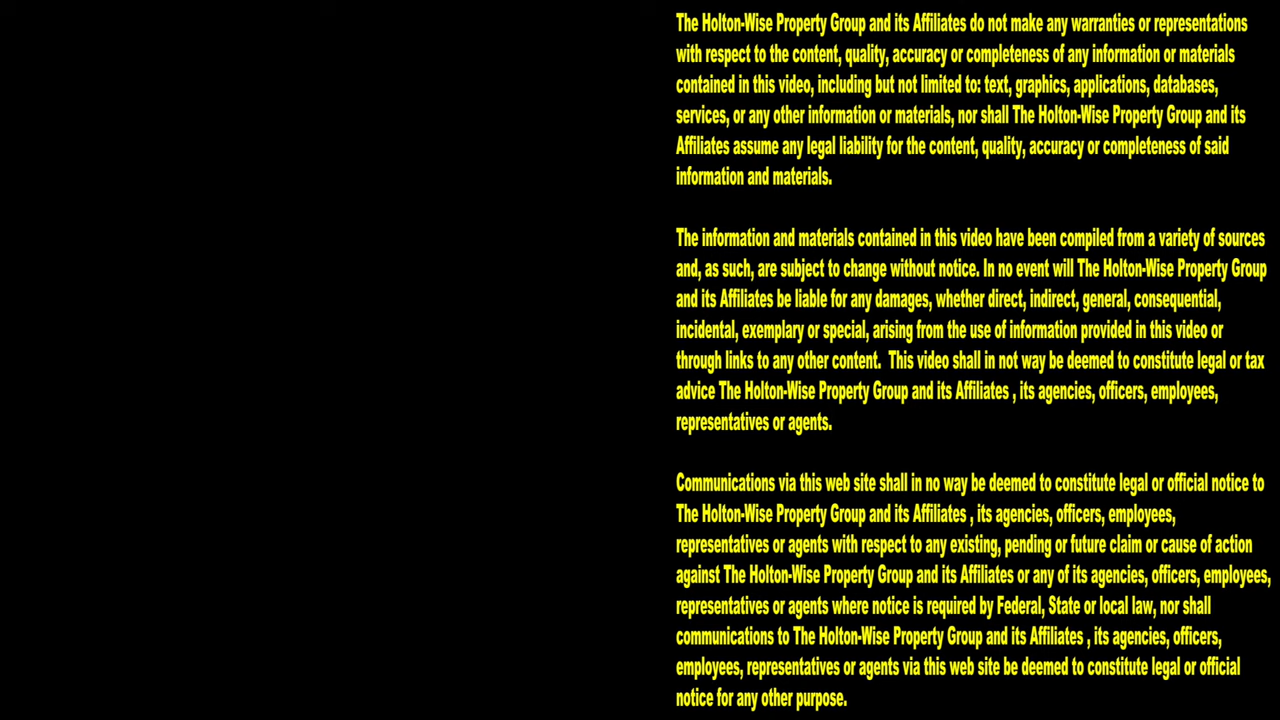 The Holton-Wise Property Group and its Affiliates do not make any warranties or representations
with respect to the content, quality, accuracy or completeness of any information or materials
contained in this video, including but not limited to: text, graphics, applications, databases,
services, or any other information or materials, nor shall The Holton-Wise Property Group and its
Affiliates assume any legal liability for the content, quality, accuracy or completeness of said
information and materials.
The information and materials contained in this video have been compiled from a variety of sources
and, as such, are subject to change without notice. In no event will The Holton-Wise Property Group
and its Affiliates be liable for any damages, whether direct, indirect, general, consequential,
incidental, exemplary or special, arising from the use of information provided in this video or
through links to any other content.  This video shall in not way be deemed to constitute legal or tax
advice The Holton-Wise Property Group and its Affiliates , its agencies, officers, employees,
representatives or agents.
Communications via this web site shall in no way be deemed to constitute legal or official notice to
The Holton-Wise Property Group and its Affiliates , its agencies, officers, employees,
representatives or agents with respect to any existing, pending or future claim or cause of action
against The Holton-Wise Property Group and its Affiliates or any of its agencies, officers, employees,
representatives or agents where notice is required by Federal, State or local law, nor shall
communications to The Holton-Wise Property Group and its Affiliates , its agencies, officers,
employees, representatives or agents via this web site be deemed to constitute legal or official
notice for any other purpose.